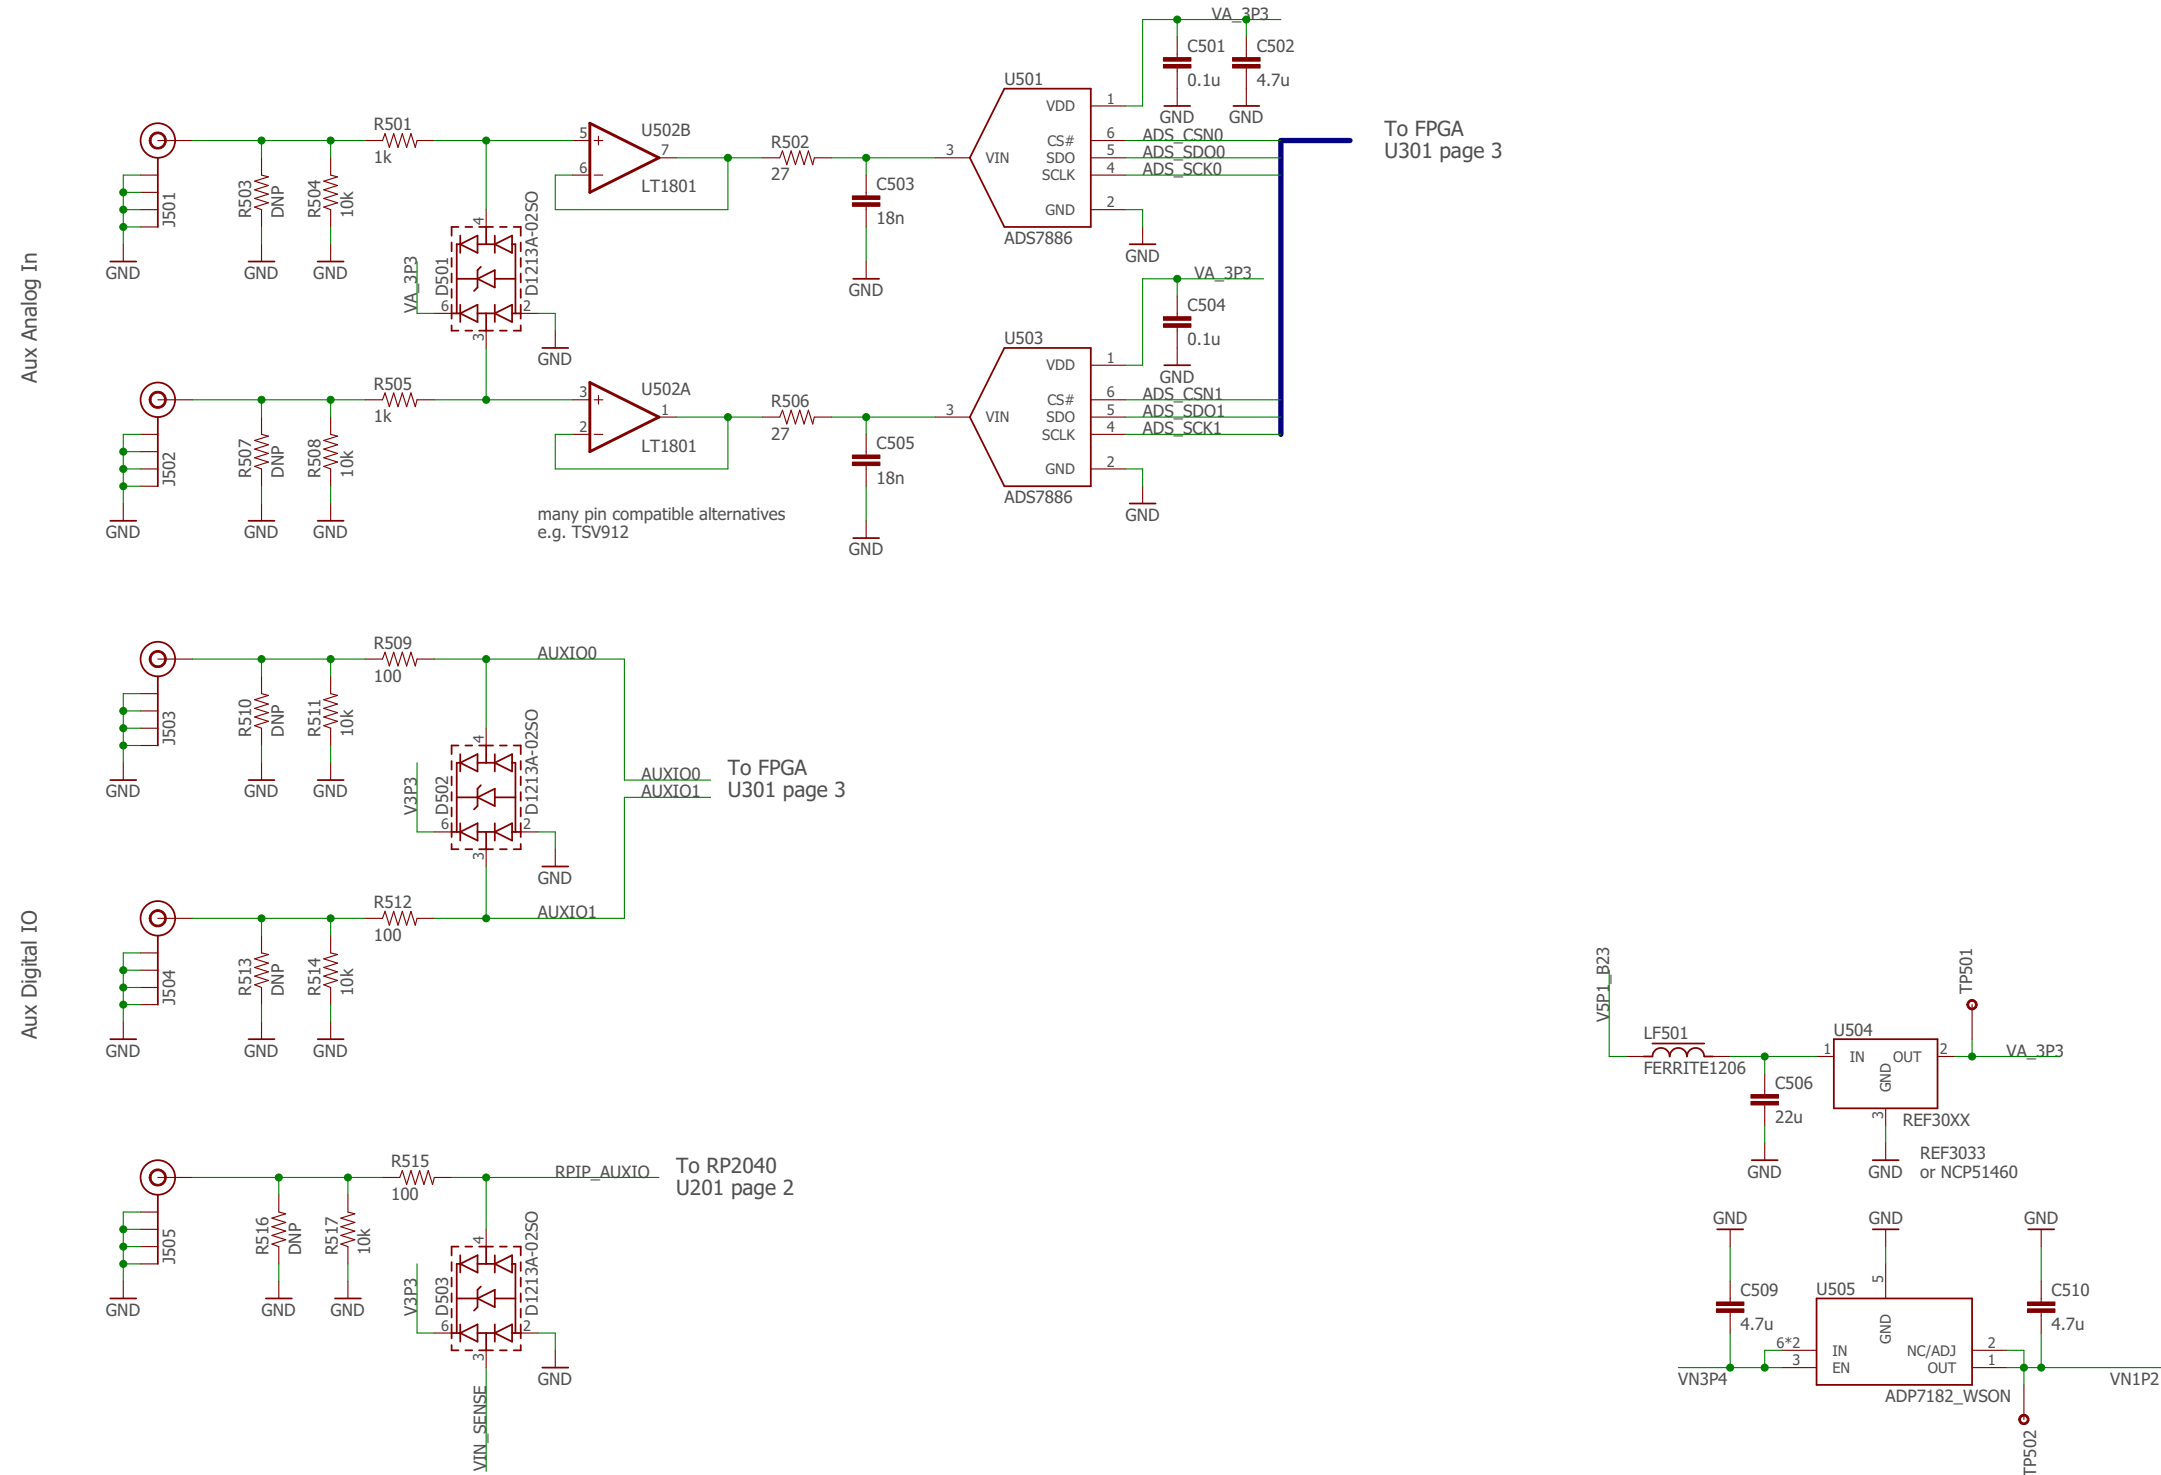 Aux Analog In
J501
GND
R503
DNP
GND
R504
10k
GND
R501
1k
VA_3P3
D501
D1213A-02SO
4
6
2
3
GND
5
6
7
U502B
LT1801
R502
27
C503
18n
GND
U501
3
VIN
VDD
CS#
SDO
SCLK
GND
1
6
5
4
2
ADS7886
GND
VA_3P3
C501
0.1u
GND
C502
4.7u
GND
ADS_CSN0
ADS_SDO0
ADS_SCK0
To FPGA
U301 page 3
J502
GND
R507
DNP
GND
R508
10k
GND
R505
1k
3
2
1
U502A
LT1801
many pin compatible alternatives
e.g. TSV912
R506
27
C505
18n
GND
U503
3
VIN
VDD
CS#
SDO
SCLK
GND
1
6
5
4
2
ADS7886
GND
VA_3P3
C504
0.1u
GND
ADS_CSN1
ADS_SDO1
ADS_SCK1
Aux Digital IO
J503
GND
R510
DNP
GND
R511
10k
GND
R509
100
AUXIO0
V3P3
D502
D1213A-02SO
4
6
2
3
GND
AUXIO0
AUXIO1
To FPGA
U301 page 3
J504
GND
R513
DNP
GND
R514
10k
GND
R512
100
AUXIO1
J505
GND
R516
DNP
GND
R517
10k
GND
R515
100
RPIP_AUXIO
To RP2040
U201 page 2
V3P3
D503
D1213A-02SO
4
6
2
3
GND
VIN_SENSE
V5P1_B23
LF501
FERRITE1206
C506
22u
GND
U504
1
IN
OUT
2
GND
3
REF30XX
GND
REF3033
or NCP51460
TP501
VA_3P3
GND
C509
4.7u
VN3P4
GND
5
U505
6*2
3
IN
EN
GND
NC/ADJ
OUT
2
1
ADP7182_WSON
GND
C510
4.7u
VN1P2
TP502